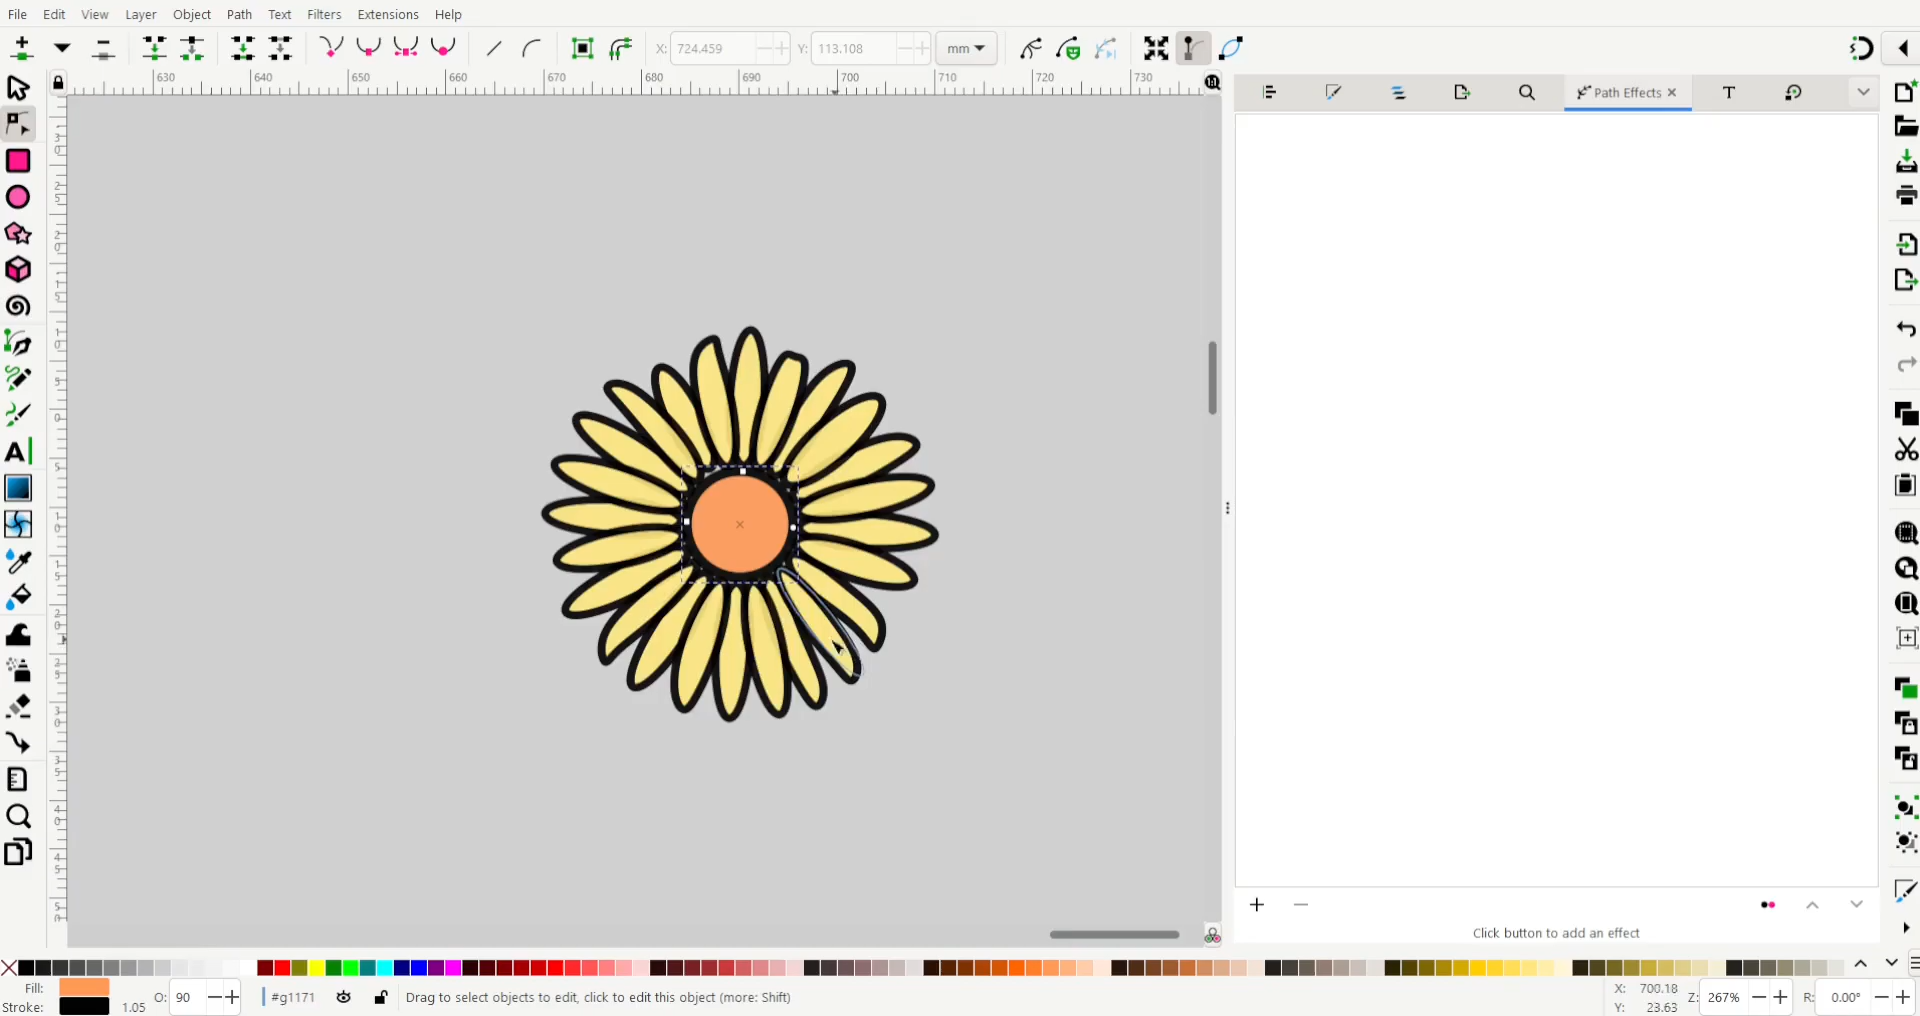 File Edit View Layer Object Path Text Filters Extensions Help
X: 724.459 Y: 113.108 mm
630 640 650 660 670 680 690 700 710 720 730
Path Effects
Click button to add an effect
Fill: O: 90 #g1171 Drag to select objects to edit, click to edit this object (more: Shift) X: 700.18 Z: 267% R: 0.00°
Stroke: 1.05 Y: 23.63